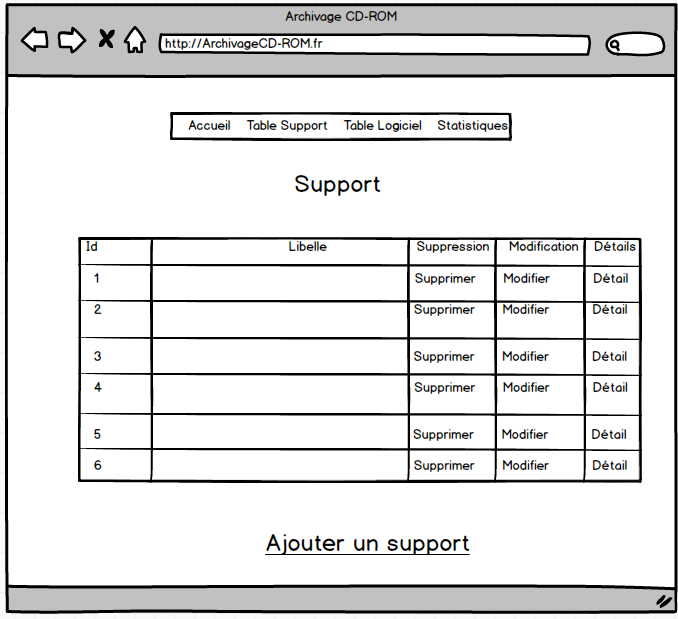 Archivage CD-ROM
http://ArchivageCD-ROM.fr
Accueil Table Support Table Logiciel Statistiques
Support
Id Libelle Suppression Modification Détails
1 Supprimer Modifier Détail
2 Supprimer Modifier Détail
3 Supprimer Modifier Détail
4 Supprimer Modifier Détail
5 Supprimer Modifier Détail
6 Supprimer Modifier Détail
Ajouter un support